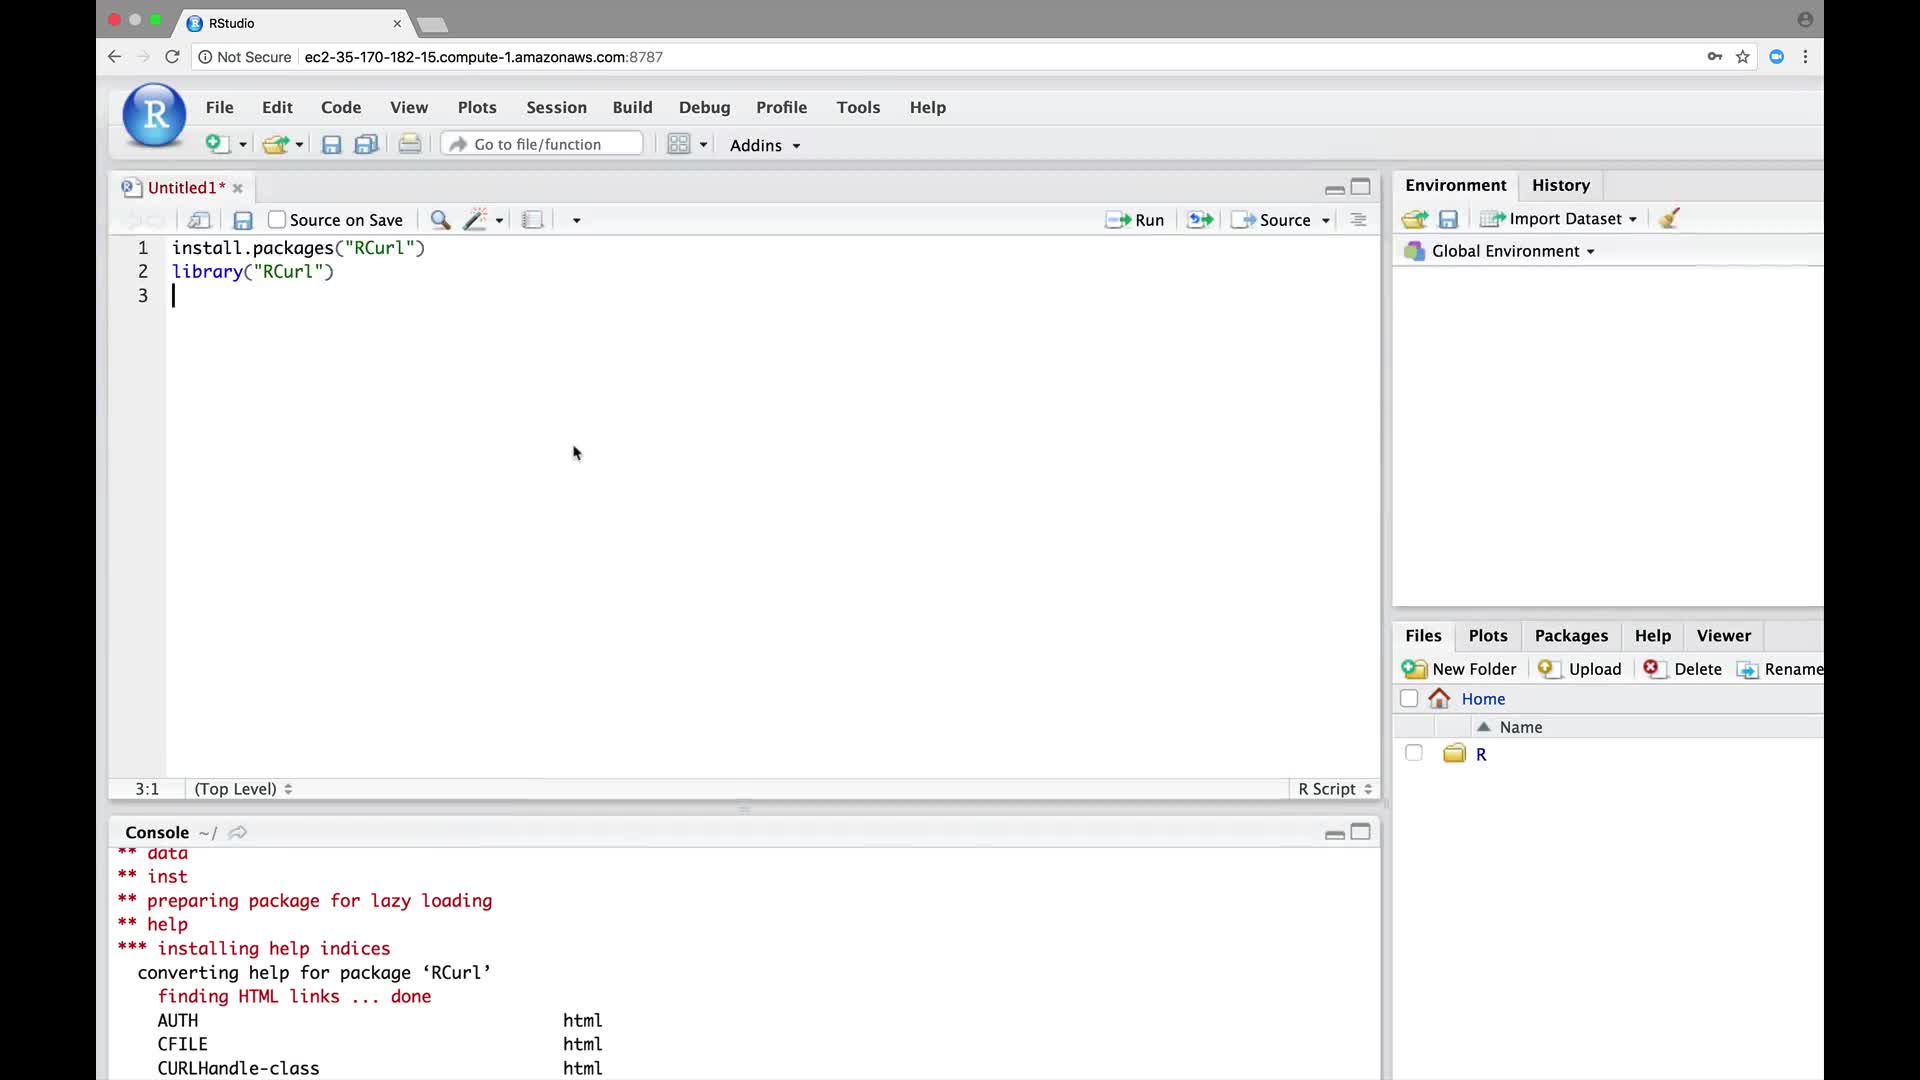 RStudio
Not Secure ec2-35-170-182-15.compute-1.amazonaws.com:8787
R File Edit Code View Plots Session Build Debug Profile Tools Help
Go to file/function Addins
Untitled1*
Source on Save Run Source
1 install.packages("RCurl")
2 library("RCurl")
3
3:1 (Top Level) R Script
Console ~/
** data
** inst
** preparing package for lazy loading
** help
*** installing help indices
converting help for package ‘RCurl’
finding HTML links ... done
AUTH html
CFILE html
CURLHandle-class html
Environment History
Import Dataset
Global Environment
Files Plots Packages Help Viewer
New Folder Upload Delete Rename
Home
Name
R